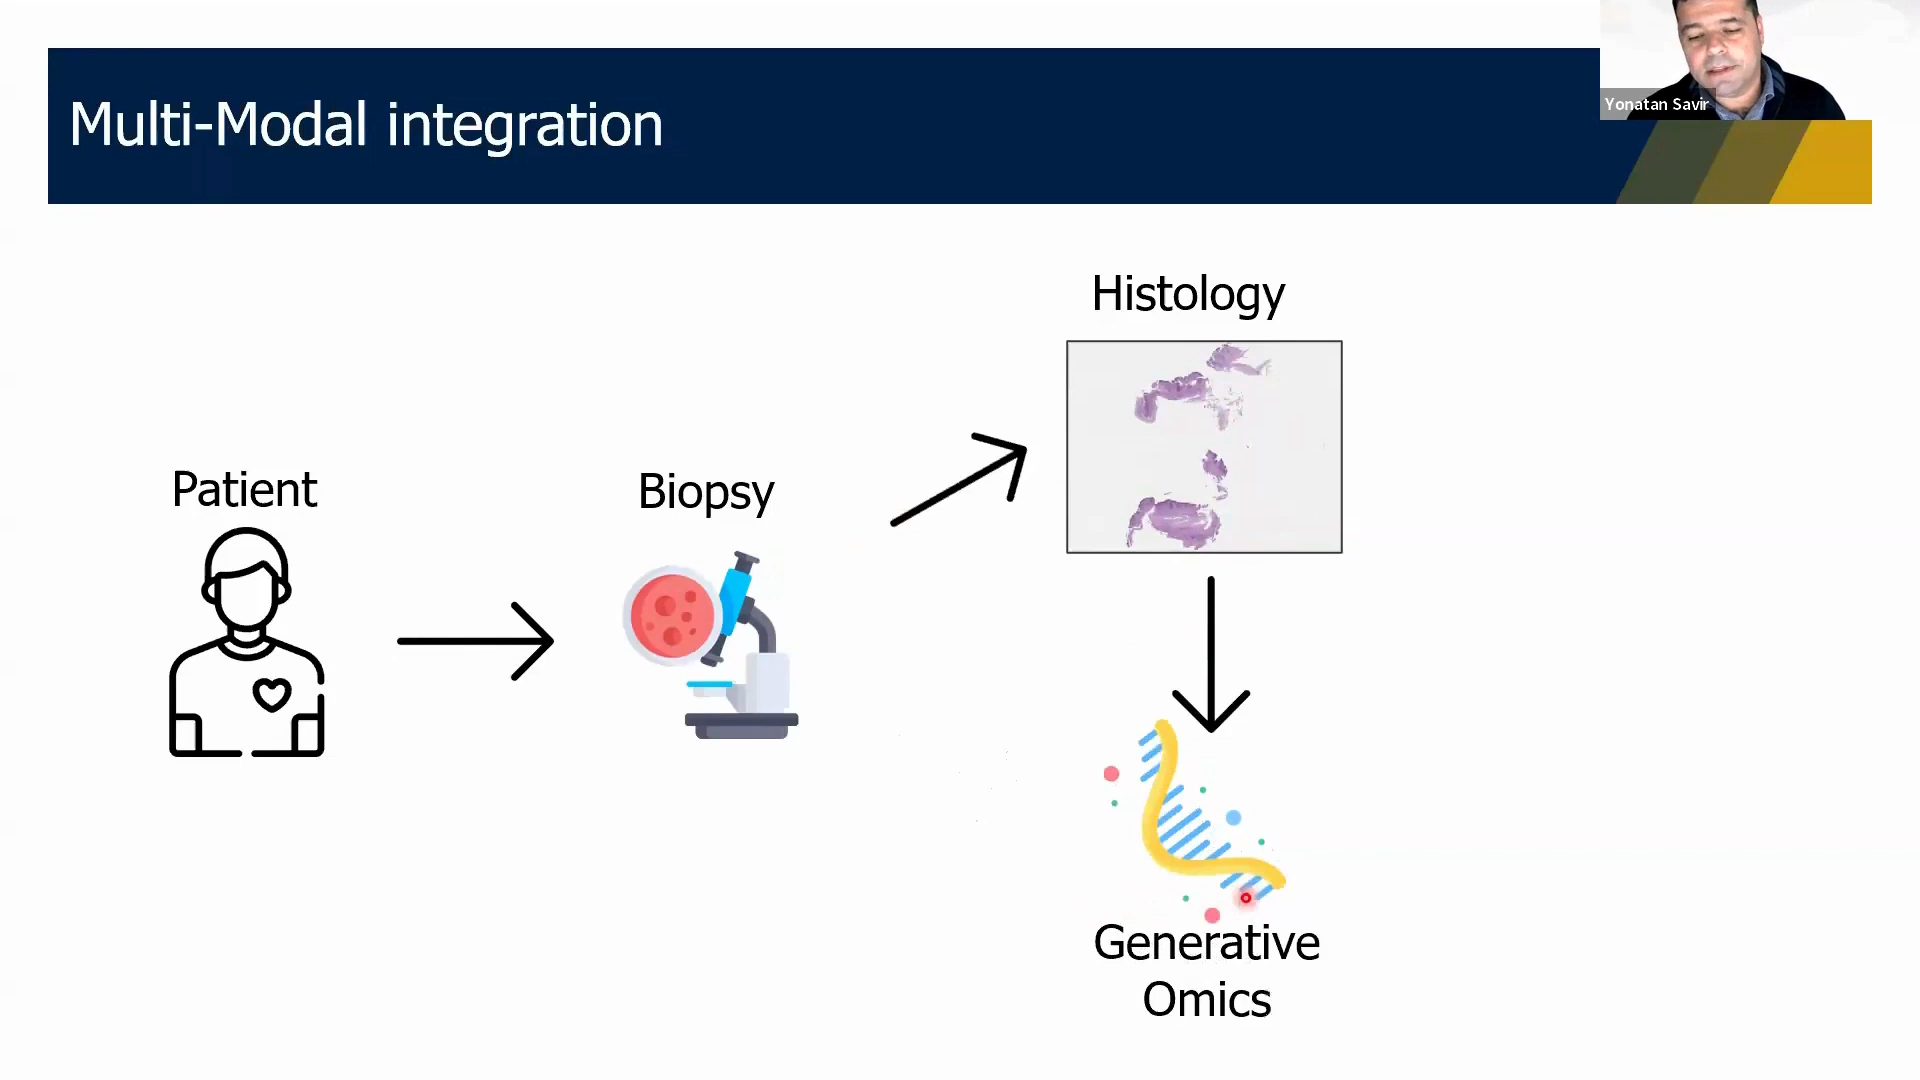 Multi-Modal integration
Yonatan Savir
Histology
Patient
Biopsy
Generative
Omics